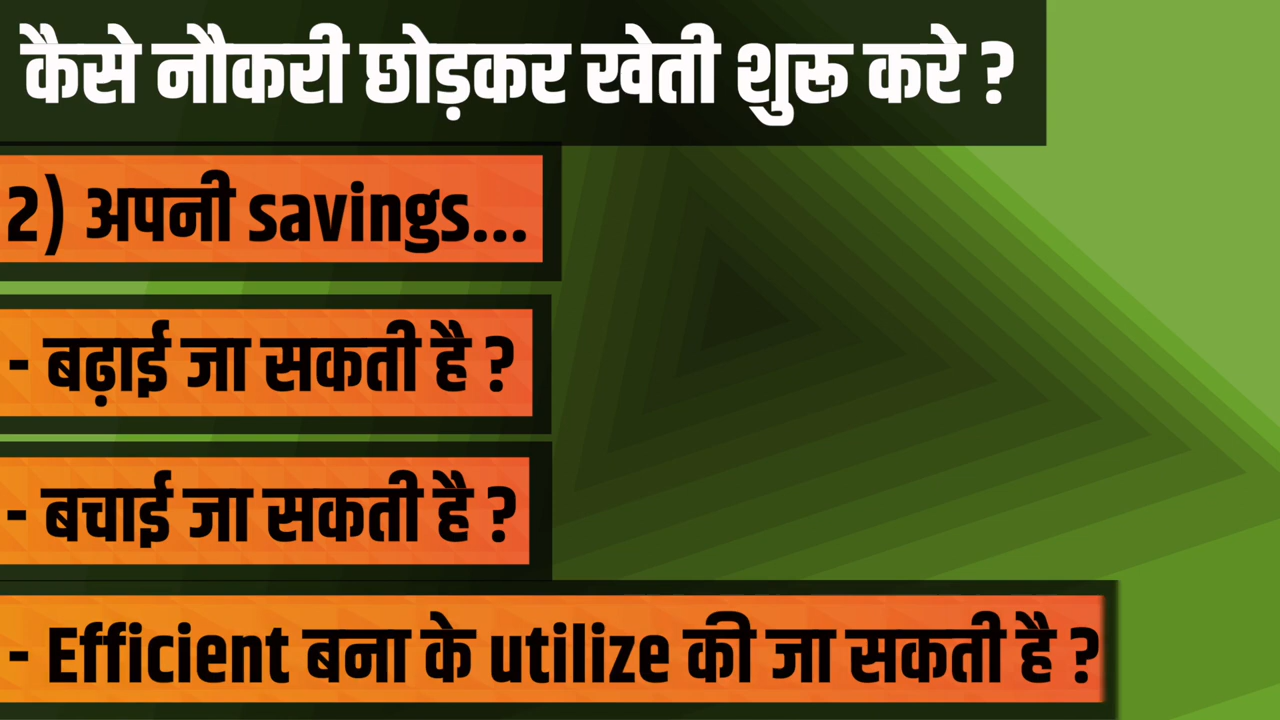 कैसे नौकरी छोड़कर खेती शुरू करे ?
2) अपनी savings...
- बढ़ाई जा सकती है ?
- बचाई जा सकती है ?
- Efficient बना के utilize की जा सकती है ?